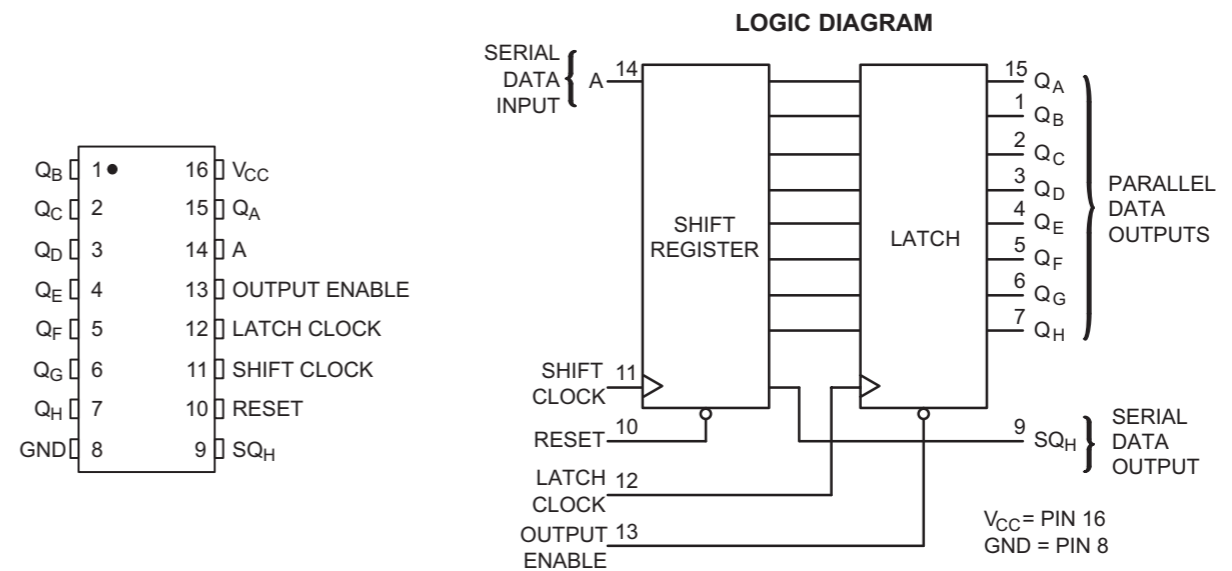 LOGIC DIAGRAM
QB 1 16 VCC
QC 2 15 QA
QD 3 14 A
QE 4 13 OUTPUT ENABLE
QF 5 12 LATCH CLOCK
QG 6 11 SHIFT CLOCK
QH 7 10 RESET
GND 8 9 SQH
SERIAL
DATA
INPUT
A
14
SHIFT
REGISTER
LATCH
15 QA
1 QB
2 QC
3 QD
4 QE
5 QF
6 QG
7 QH
PARALLEL
DATA
OUTPUTS
SHIFT
CLOCK
11
RESET 10
LATCH
CLOCK
12
OUTPUT
ENABLE
13
9 SQH
SERIAL
DATA
OUTPUT
VCC = PIN 16
GND = PIN 8